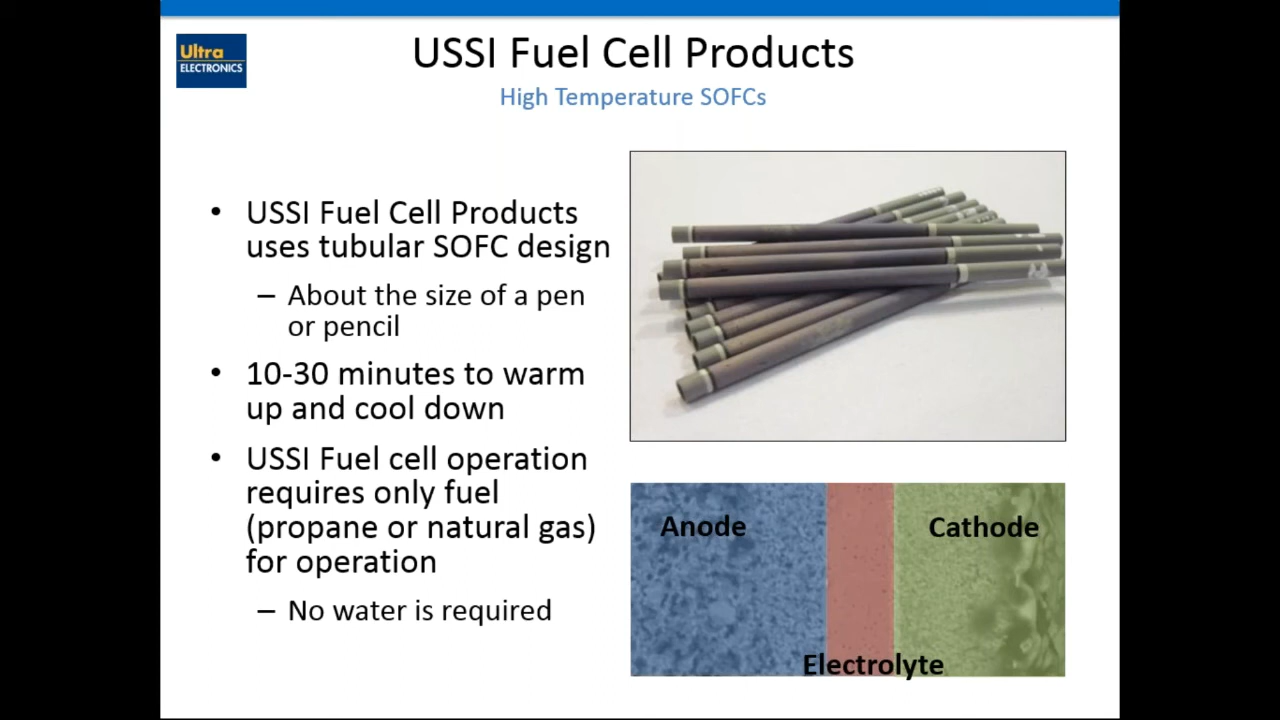 Ultra
ELECTRONICS
USSI Fuel Cell Products
High Temperature SOFCs
• USSI Fuel Cell Products
uses tubular SOFC design
– About the size of a pen
or pencil
• 10-30 minutes to warm
up and cool down
• USSI Fuel cell operation
requires only fuel
(propane or natural gas)
for operation
– No water is required
Anode
Cathode
Electrolyte